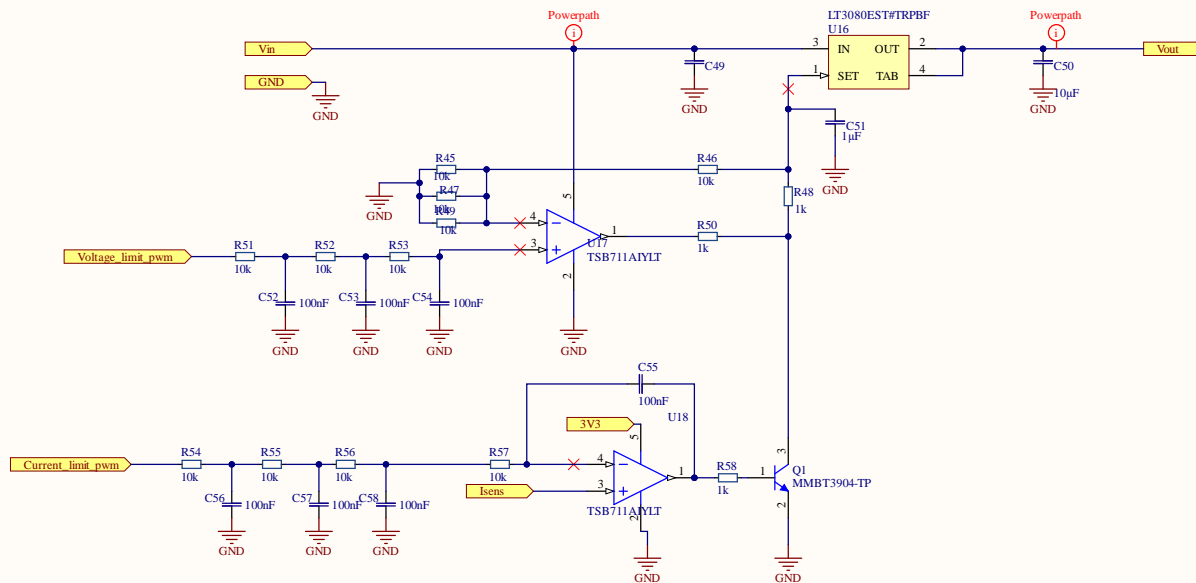 Powerpath
i
LT3080EST#TRPBF
U16
Powerpath
i
Vin
3
IN
OUT
2
Vout
1
SET
TAB
4
C49
C50
10µF
GND
GND
GND
GND
C51
1µF
GND
R45
10k
R46
10k
R47
10k
R48
1k
R49
10k
GND
5
4
3
1
2
U17
TSB711AIYLT
R50
1k
Voltage_limit_pwm
R51
10k
R52
10k
R53
10k
C52
100nF
C53
100nF
C54
100nF
GND
GND
GND
GND
C55
100nF
U18
3V3
5
Current_limit_pwm
R54
10k
R55
10k
R56
10k
R57
10k
4
3
1
2
Isens
TSB711AIYLT
R58
1k
1
3
2
Q1
MMBT3904-TP
C56
100nF
C57
100nF
C58
100nF
GND
GND
GND
GND
GND